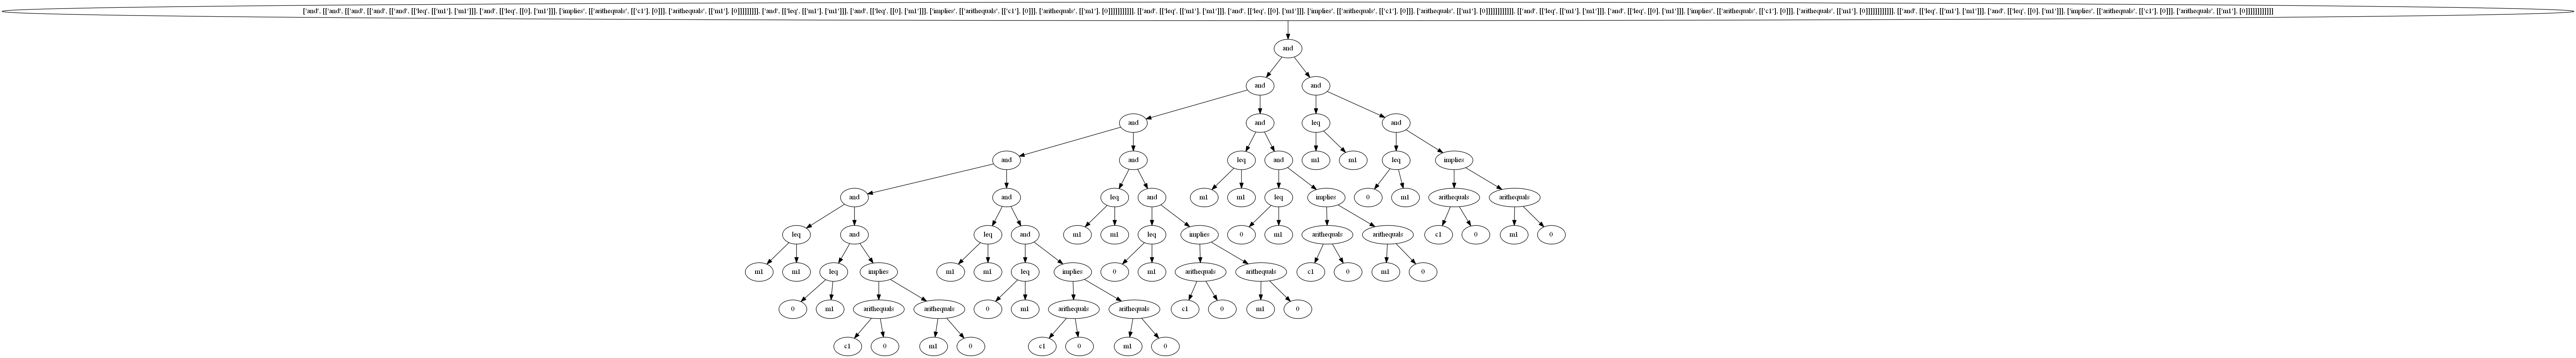 ['and', [['and', [['and', [['and', [['and', [['leq', [['m1'], ['m1']]], ['and', [['leq', [[0], ['m1']]], ['implies', [['arithequals', [['c1'], [0]]], ['arithequals', [['m1'], [0]]]]]]]]], ['and', [['leq', [['m1'], ['m1']]], ['and', [['leq', [[0], ['m1']]], ['implies', [['arithequals', [['c1'], [0]]], ['arithequals', [['m1'], [0]]]]]]]]]]], [['and', [['leq', [['m1'], ['m1']]], ['and', [['leq', [[0], ['m1']]], ['implies', [['arithequals', [['c1'], [0]]], ['arithequals', [['m1'], [0]]]]]]]]]]]], [['and', [['leq', [['m1'], ['m1']]], ['and', [['leq', [[0], ['m1']]], ['implies', [['arithequals', [['c1'], [0]]], ['arithequals', [['m1'], [0]]]]]]]]]]]], [['and', [['leq', [['m1'], ['m1']]], ['and', [['leq', [[0], ['m1']]], ['implies', [['arithequals', [['c1'], [0]]], ['arithequals', [['m1'], [0]]]]]]]]]]]]
and
and and
and and leq and
and and leq and m1 m1 leq implies
and and leq and m1 m1 leq implies 0 m1 arithequals arithequals
leq and leq and m1 m1 leq implies 0 m1 arithequals arithequals c1 0 m1 0
m1 m1 leq implies m1 m1 leq implies 0 m1 arithequals arithequals c1 0 m1 0
0 m1 arithequals arithequals 0 m1 arithequals arithequals c1 0 m1 0
c1 0 m1 0 c1 0 m1 0